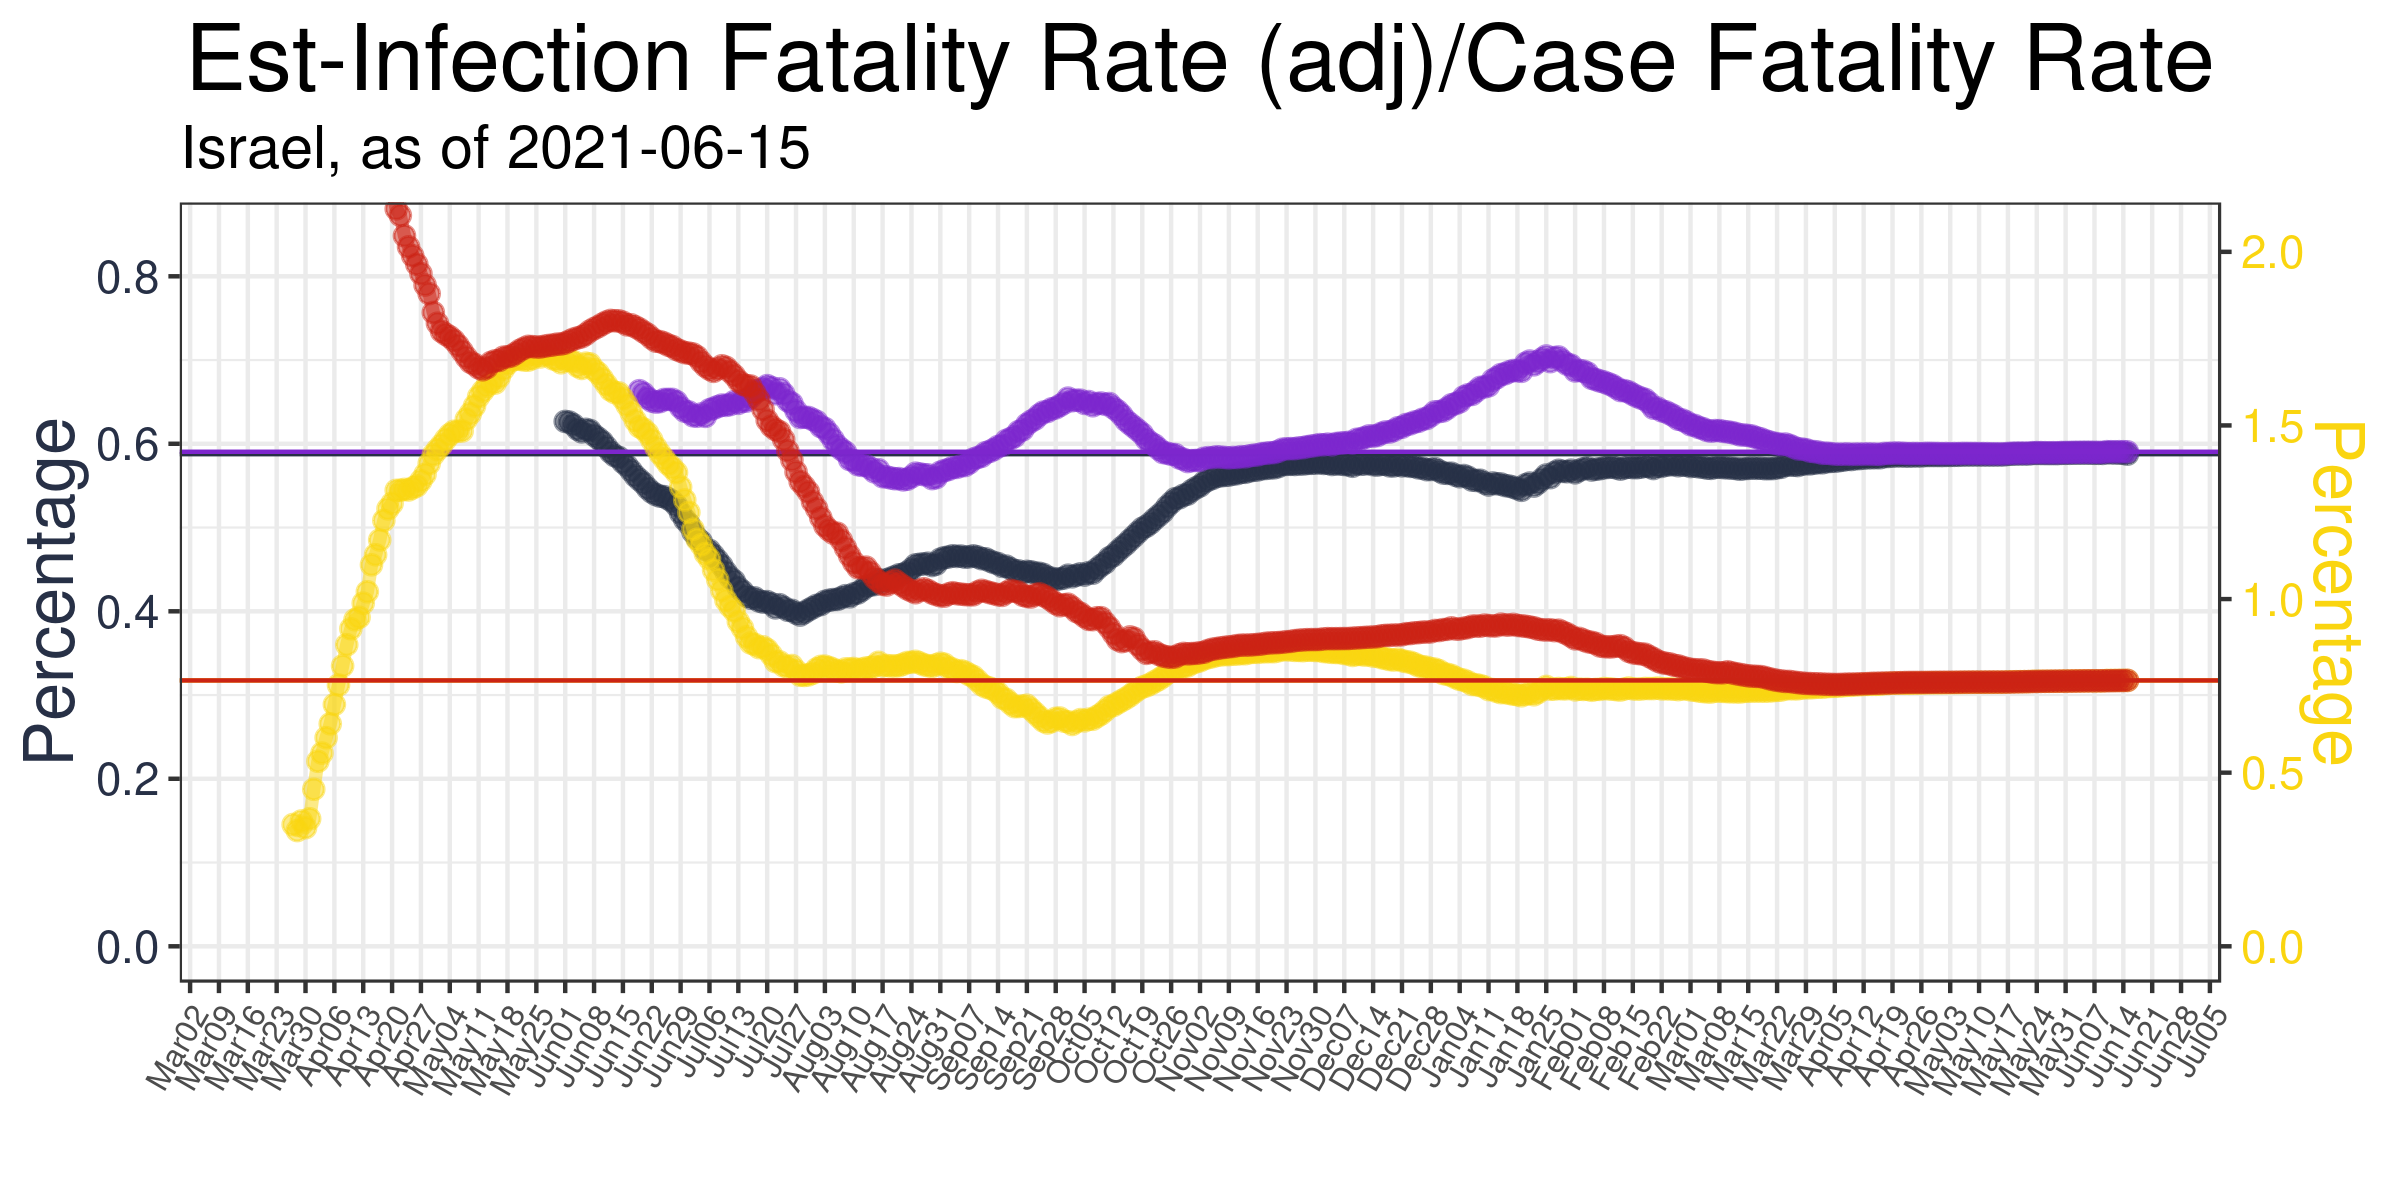 Est-Infection Fatality Rate (adj)/Case Fatality Rate
Israel, as of 2021-06-15
Percentage
0.8
0.6
0.4
0.2
0.0
2.0
1.5
1.0
0.5
0.0
Percentage
Mar02
Mar09
Mar16
Mar23
Mar30
Apr06
Apr13
Apr20
Apr27
May04
May11
May18
May25
Jun01
Jun08
Jun15
Jun22
Jun29
Jul06
Jul13
Jul20
Jul27
Aug03
Aug10
Aug17
Aug24
Aug31
Sep07
Sep14
Sep21
Sep28
Oct05
Oct12
Oct19
Oct26
Nov02
Nov09
Nov16
Nov23
Nov30
Dec07
Dec14
Dec21
Dec28
Jan04
Jan11
Jan18
Jan25
Feb01
Feb08
Feb15
Feb22
Mar01
Mar08
Mar15
Mar22
Mar29
Apr05
Apr12
Apr19
Apr26
May03
May10
May17
May24
May31
Jun07
Jun14
Jun21
Jun28
Jul05